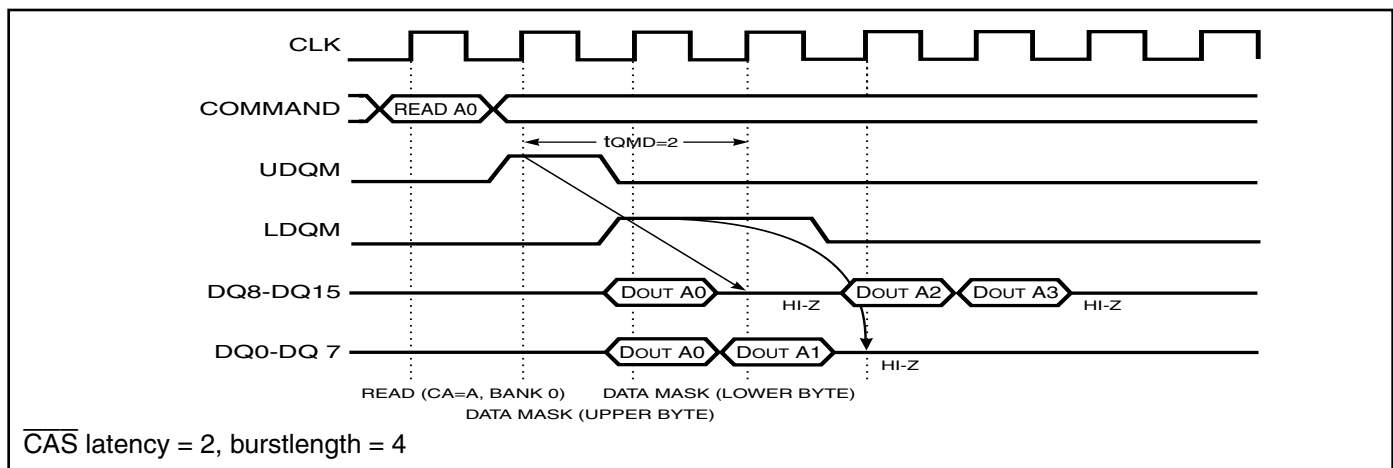 CLK
COMMAND
READ A0
tQMD=2
UDQM
LDQM
DQ8-DQ15
DOUT A0
HI-Z
DOUT A2
DOUT A3
HI-Z
DQ0-DQ 7
DOUT A0
DOUT A1
HI-Z
READ (CA=A, BANK 0)
DATA MASK (LOWER BYTE)
DATA MASK (UPPER BYTE)
C̅A̅S̅ latency = 2, burstlength = 4